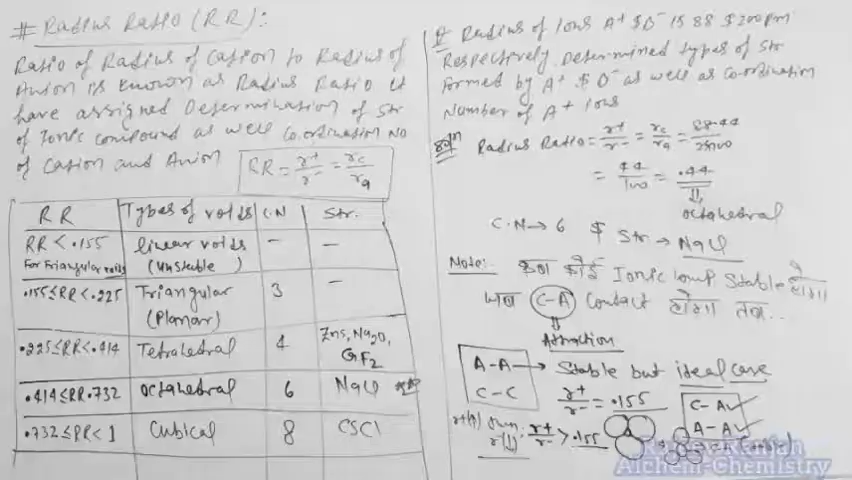 # Radius Ratio (RR):
Ratio of Radius of Cation to Radius of
Anion is known as Radius Ratio it
have assigned Determination of Str
of Ionic compound as well Co.ordination No
of Cation and Anion
RR = r+/r- = rc/ra
RR Types of voids C.N Str.
RR < .155 linear voids — —
For Triangular voids (Unstable)
.155≤RR<.225 Triangular 3 —
(Planar)
.225≤RR<.414 Tetrahedral 4 ZnS, Na2O,
CaF2
.414≤RR.732 Octahedral 6 NaCl
.732≤RR<1 Cubical 8 CSCl
Radius of Ions A+ $ B- is 88 $ 200pm
Respectively Determined types of Str
formed by A+ $ B- as well as Co-ordination
Number of A+ Ions
Soln Radius Ratio = r+/r- = rc/ra =
= 44/100 = .44
⇓
Octahedral
C.N → 6 $ Str → NaCl
Note:- Ionic comp Stable होगा
जब C-A Contact होगा तब...
⇓
Attraction
A-A → Stable but ideal case
C-C
r+/r- = .155
C-A✓
r+/r- > .155
A-A✓
Alchem-Chemistry